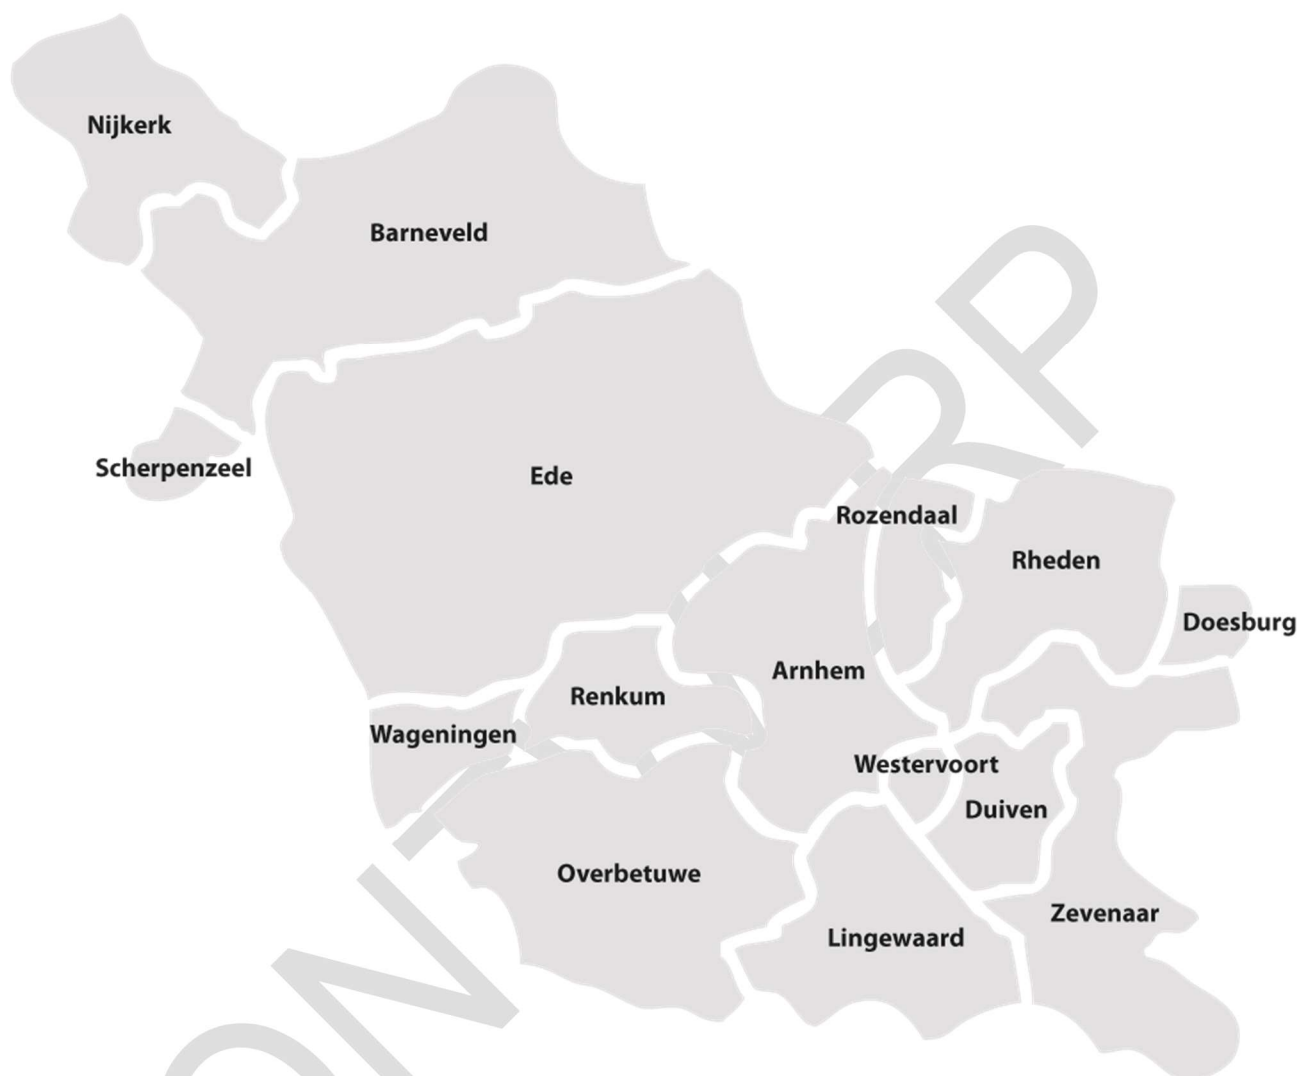 Nijkerk
Barneveld
Scherpenzeel
Ede
Rozendaal
Rheden
Doesburg
Arnhem
Renkum
Wageningen
Westervoort
Duiven
Overbetuwe
Zevenaar
Lingewaard